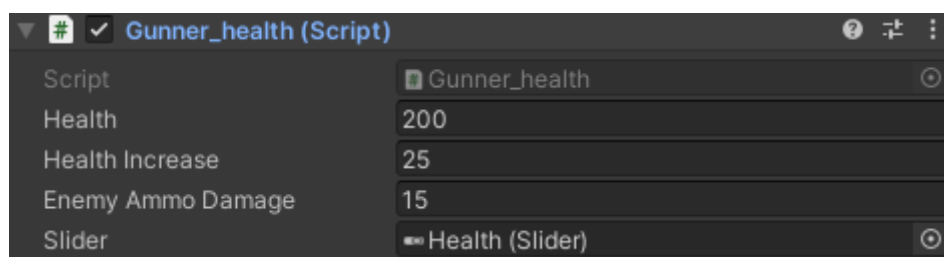 # Gunner_health (Script)
Script # Gunner_health
Health 200
Health Increase 25
Enemy Ammo Damage 15
Slider Health (Slider)